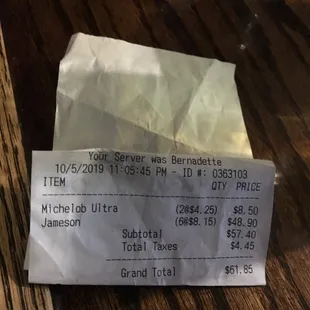 Your Server was Bernadette
10/5/2019 11:05:45 PM - ID #: 0363103
ITEM QTY PRICE
Michelob Ultra (2@$4.25) $8.50
Jameson (6@$8.15) $48.90
Subtotal $57.40
Total Taxes $4.45
Grand Total $61.85